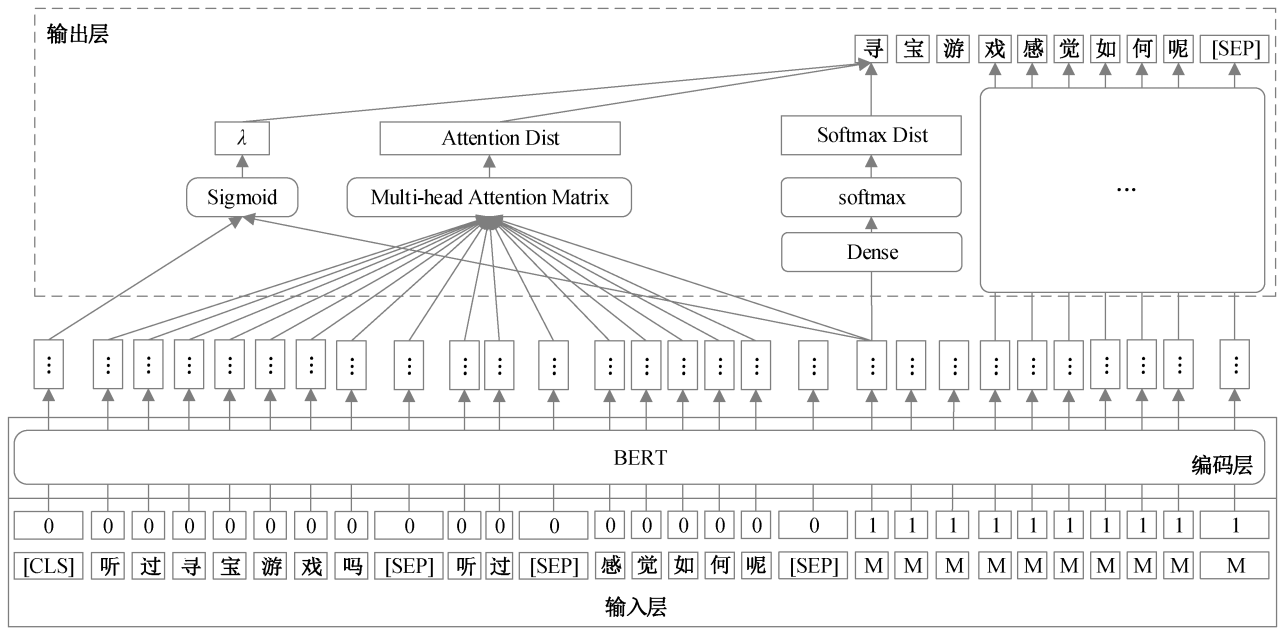 输出层
寻 宝 游 戏 感 觉 如 何 呢 [SEP]
λ Attention Dist Softmax Dist
Sigmoid Multi-head Attention Matrix softmax
...
Dense
BERT
编码层
0 0 0 0 0 0 0 0 0 0 0 0 0 0 0 0 0 0 1 1 1 1 1 1 1 1 1 1
[CLS] 听 过 寻 宝 游 戏 吗 [SEP] 听 过 [SEP] 感 觉 如 何 呢 [SEP] M M M M M M M M M M
输入层